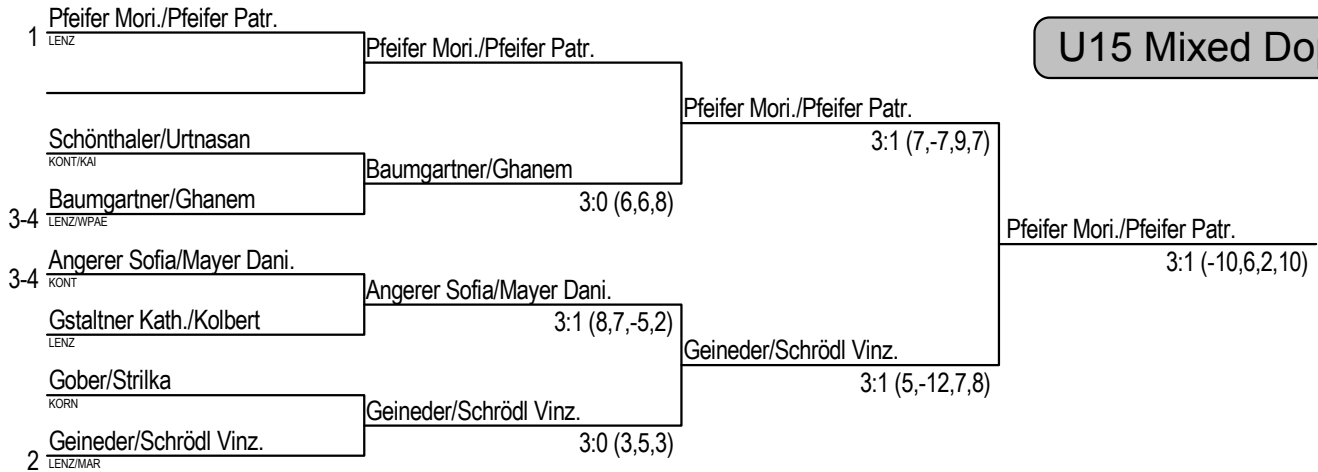 Pfeifer Mori./Pfeifer Patr.
1 LENZ
Pfeifer Mori./Pfeifer Patr.
U15 Mixed Do
Pfeifer Mori./Pfeifer Patr.
Schönthaler/Urtnasan
3:1 (7,-7,9,7)
KONT/KAI
Baumgartner/Ghanem
Baumgartner/Ghanem
3:0 (6,6,8)
3-4 LENZ/WPAE
Pfeifer Mori./Pfeifer Patr.
Angerer Sofia/Mayer Dani.
3:1 (-10,6,2,10)
3-4 KONT
Angerer Sofia/Mayer Dani.
Gstaltner Kath./Kolbert
3:1 (8,7,-5,2)
LENZ
Geineder/Schrödl Vinz.
Gober/Strilka
3:1 (5,-12,7,8)
KORN
Geineder/Schrödl Vinz.
Geineder/Schrödl Vinz.
3:0 (3,5,3)
2 LENZ/MAR